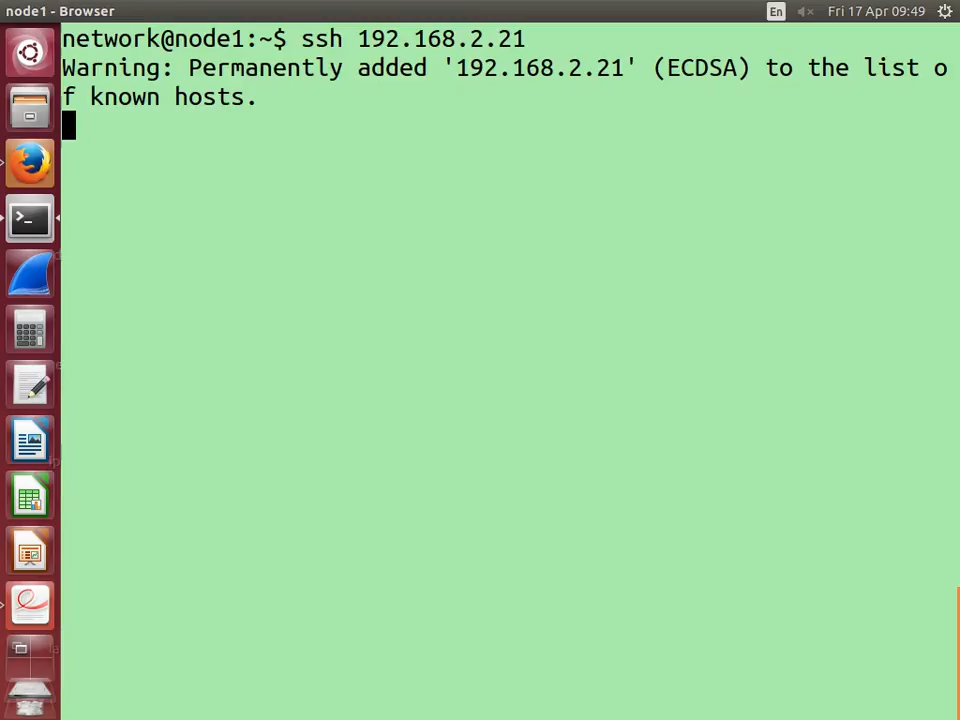 node1 - Browser
En
Fri 17 Apr 09:49
network@node1:~$ ssh 192.168.2.21
Warning: Permanently added '192.168.2.21' (ECDSA) to the list o
f known hosts.
>_